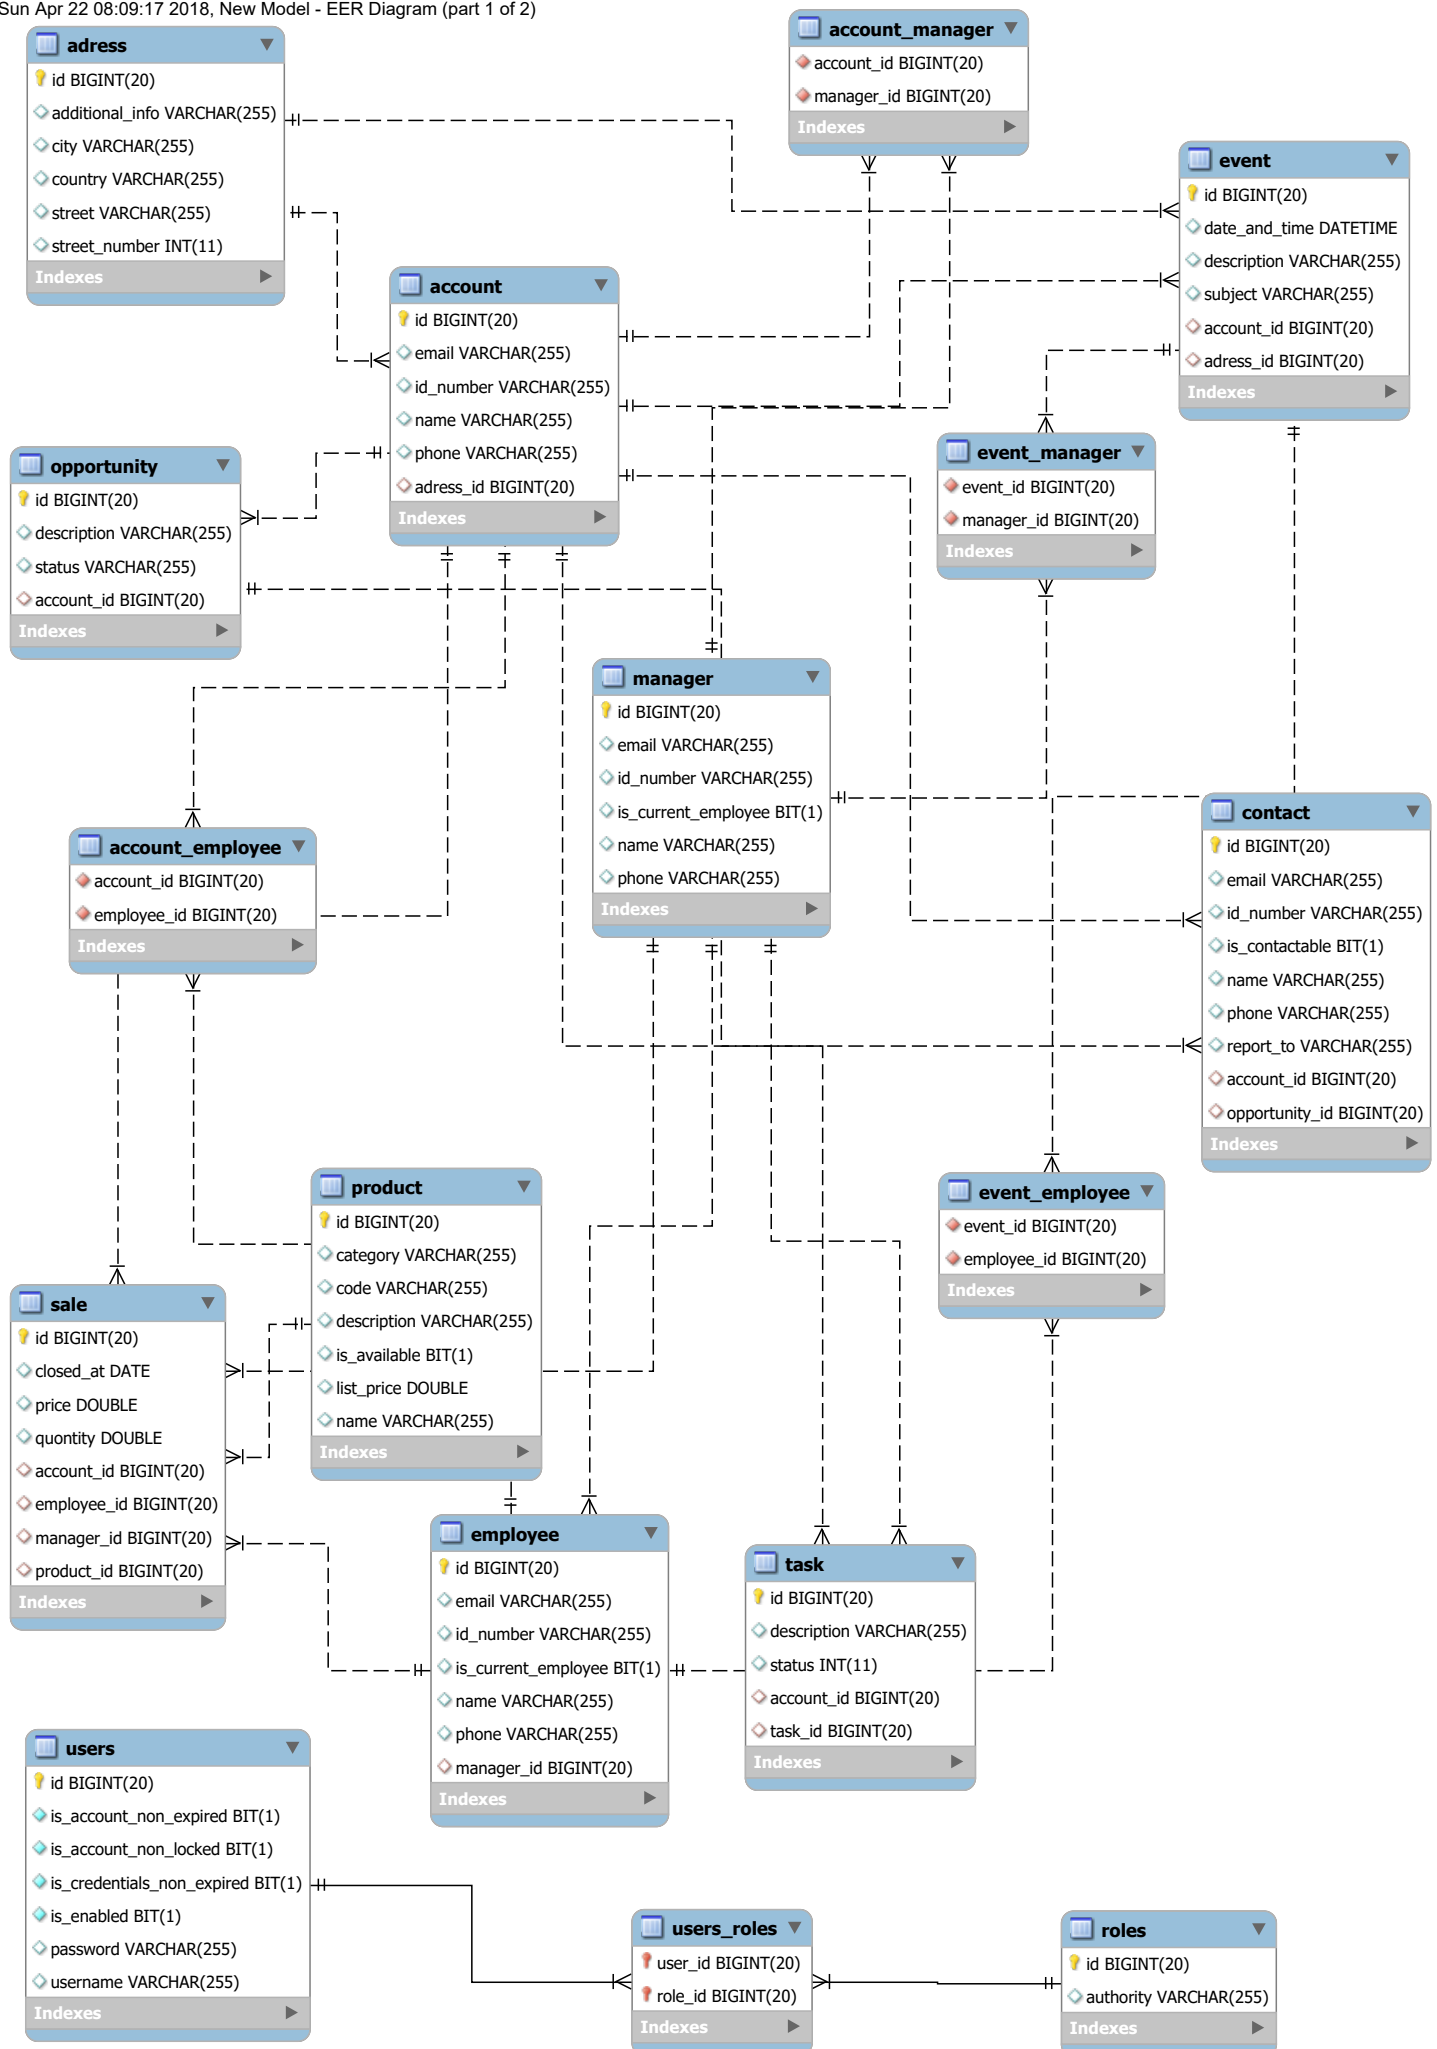 Sun Apr 22 08:09:17 2018, New Model - EER Diagram (part 1 of 2)
adress
id BIGINT(20)
additional_info VARCHAR(255)
city VARCHAR(255)
country VARCHAR(255)
street VARCHAR(255)
street_number INT(11)
Indexes
account_manager
account_id BIGINT(20)
manager_id BIGINT(20)
Indexes
event
id BIGINT(20)
date_and_time DATETIME
description VARCHAR(255)
subject VARCHAR(255)
account_id BIGINT(20)
adress_id BIGINT(20)
Indexes
account
id BIGINT(20)
email VARCHAR(255)
id_number VARCHAR(255)
name VARCHAR(255)
phone VARCHAR(255)
adress_id BIGINT(20)
Indexes
opportunity
id BIGINT(20)
description VARCHAR(255)
status VARCHAR(255)
account_id BIGINT(20)
Indexes
event_manager
event_id BIGINT(20)
manager_id BIGINT(20)
Indexes
manager
id BIGINT(20)
email VARCHAR(255)
id_number VARCHAR(255)
is_current_employee BIT(1)
name VARCHAR(255)
phone VARCHAR(255)
Indexes
contact
id BIGINT(20)
email VARCHAR(255)
id_number VARCHAR(255)
is_contactable BIT(1)
name VARCHAR(255)
phone VARCHAR(255)
report_to VARCHAR(255)
account_id BIGINT(20)
opportunity_id BIGINT(20)
Indexes
account_employee
account_id BIGINT(20)
employee_id BIGINT(20)
Indexes
product
id BIGINT(20)
category VARCHAR(255)
code VARCHAR(255)
description VARCHAR(255)
is_available BIT(1)
list_price DOUBLE
name VARCHAR(255)
Indexes
event_employee
event_id BIGINT(20)
employee_id BIGINT(20)
Indexes
sale
id BIGINT(20)
closed_at DATE
price DOUBLE
quontity DOUBLE
account_id BIGINT(20)
employee_id BIGINT(20)
manager_id BIGINT(20)
product_id BIGINT(20)
Indexes
employee
id BIGINT(20)
email VARCHAR(255)
id_number VARCHAR(255)
is_current_employee BIT(1)
name VARCHAR(255)
phone VARCHAR(255)
manager_id BIGINT(20)
Indexes
task
id BIGINT(20)
description VARCHAR(255)
status INT(11)
account_id BIGINT(20)
task_id BIGINT(20)
Indexes
users
id BIGINT(20)
is_account_non_expired BIT(1)
is_account_non_locked BIT(1)
is_credentials_non_expired BIT(1)
is_enabled BIT(1)
password VARCHAR(255)
username VARCHAR(255)
Indexes
users_roles
user_id BIGINT(20)
role_id BIGINT(20)
Indexes
roles
id BIGINT(20)
authority VARCHAR(255)
Indexes